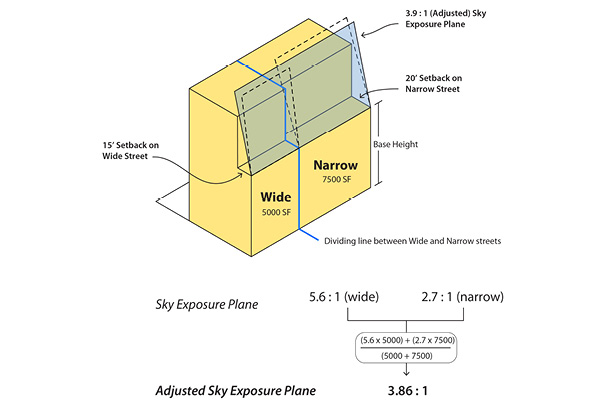 3.9 : 1 (Adjusted) Sky
Exposure Plane
20' Setback on
Narrow Street
15' Setback on
Wide Street
Base Height
Narrow
7500 SF
Wide
5000 SF
Dividing line between Wide and Narrow streets
Sky Exposure Plane
5.6 : 1 (wide)
2.7 : 1 (narrow)
(5.6 x 5000) + (2.7 x 7500)
(5000 + 7500)
Adjusted Sky Exposure Plane
3.86 : 1